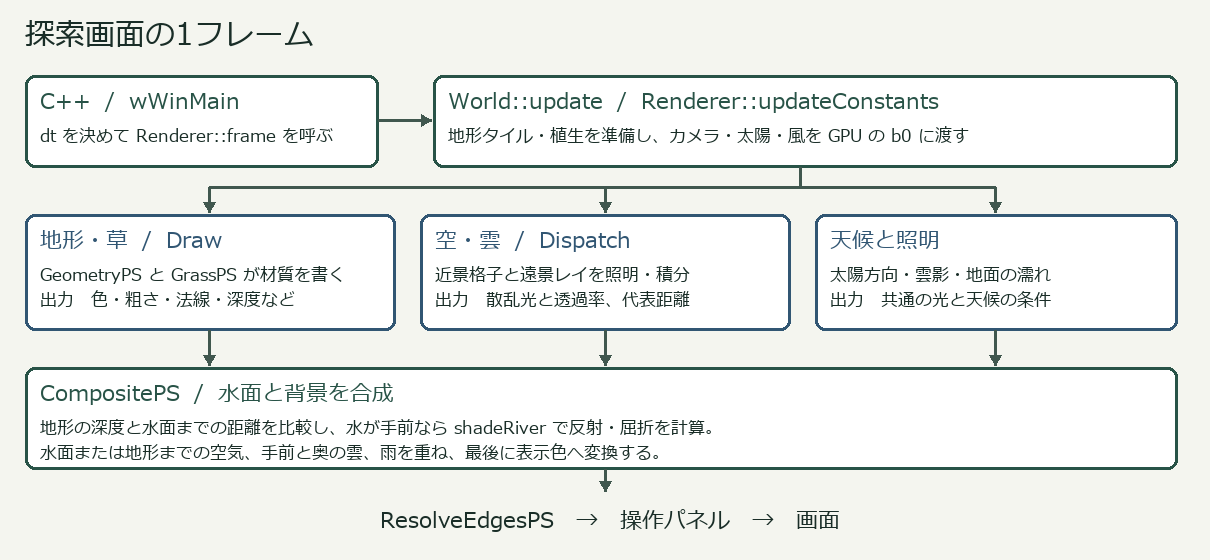 探索画面の1フレーム
C++ / wWinMain
dt を決めて Renderer::frame を呼ぶ
World::update / Renderer::updateConstants
地形タイル・植生を準備し、カメラ・太陽・風を GPU の b0 に渡す
地形・草 / Draw
GeometryPS と GrassPS が材質を書く
出力　色・粗さ・法線・深度など
空・雲 / Dispatch
近景格子と遠景レイを照明・積分
出力　散乱光と透過率、代表距離
天候と照明
太陽方向・雲影・地面の濡れ
出力　共通の光と天候の条件
CompositePS / 水面と背景を合成
地形の深度と水面までの距離を比較し、水が手前なら shadeRiver で反射・屈折を計算。
水面または地形までの空気、手前と奥の雲、雨を重ね、最後に表示色へ変換する。
ResolveEdgesPS → 操作パネル → 画面